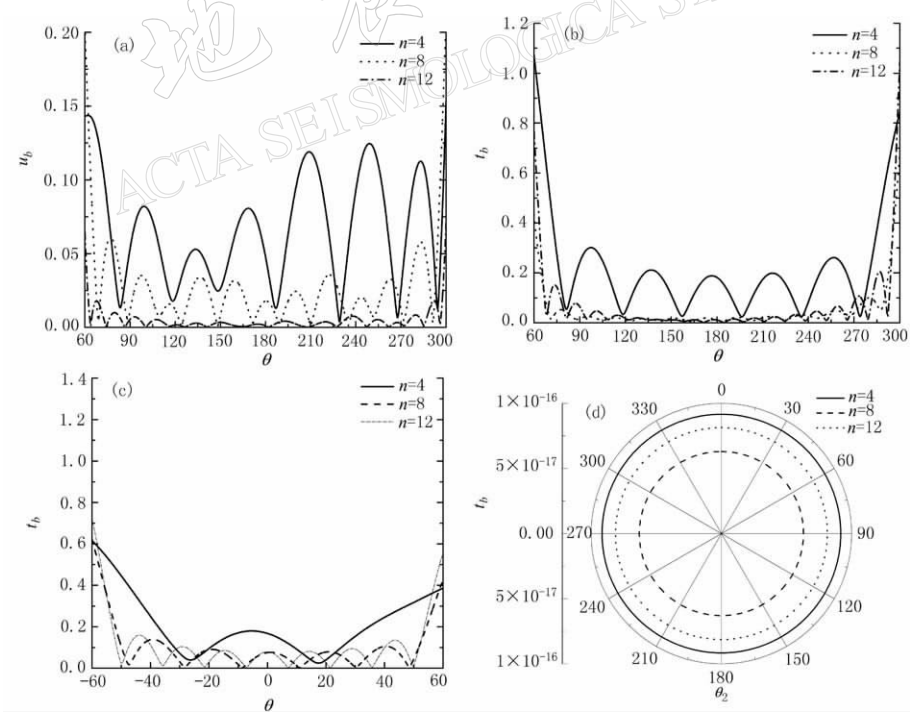 地震
ACTA SEISMOLOGICA SE
(a)
n=4
n=8
n=12
0.20
0.15
0.10
0.05
0.00
u_b
60 90 120 150 180 210 240 270 300
θ
(b)
n=4
n=8
n=12
1.2
1.0
0.8
0.6
0.4
0.2
0.0
t_b
60 90 120 150 180 210 240 270 300
θ
(c)
n=4
n=8
n=12
1.4
1.2
1.0
0.8
0.6
0.4
0.2
0.0
t_b
−60 −40 −20 0 20 40 60
θ
(d)
n=4
n=8
n=12
1×10⁻¹⁶
5×10⁻¹⁷
0.00
5×10⁻¹⁷
1×10⁻¹⁶
t_b
0
330 30
300 60
270 90
240 120
210 150
180
θ₂